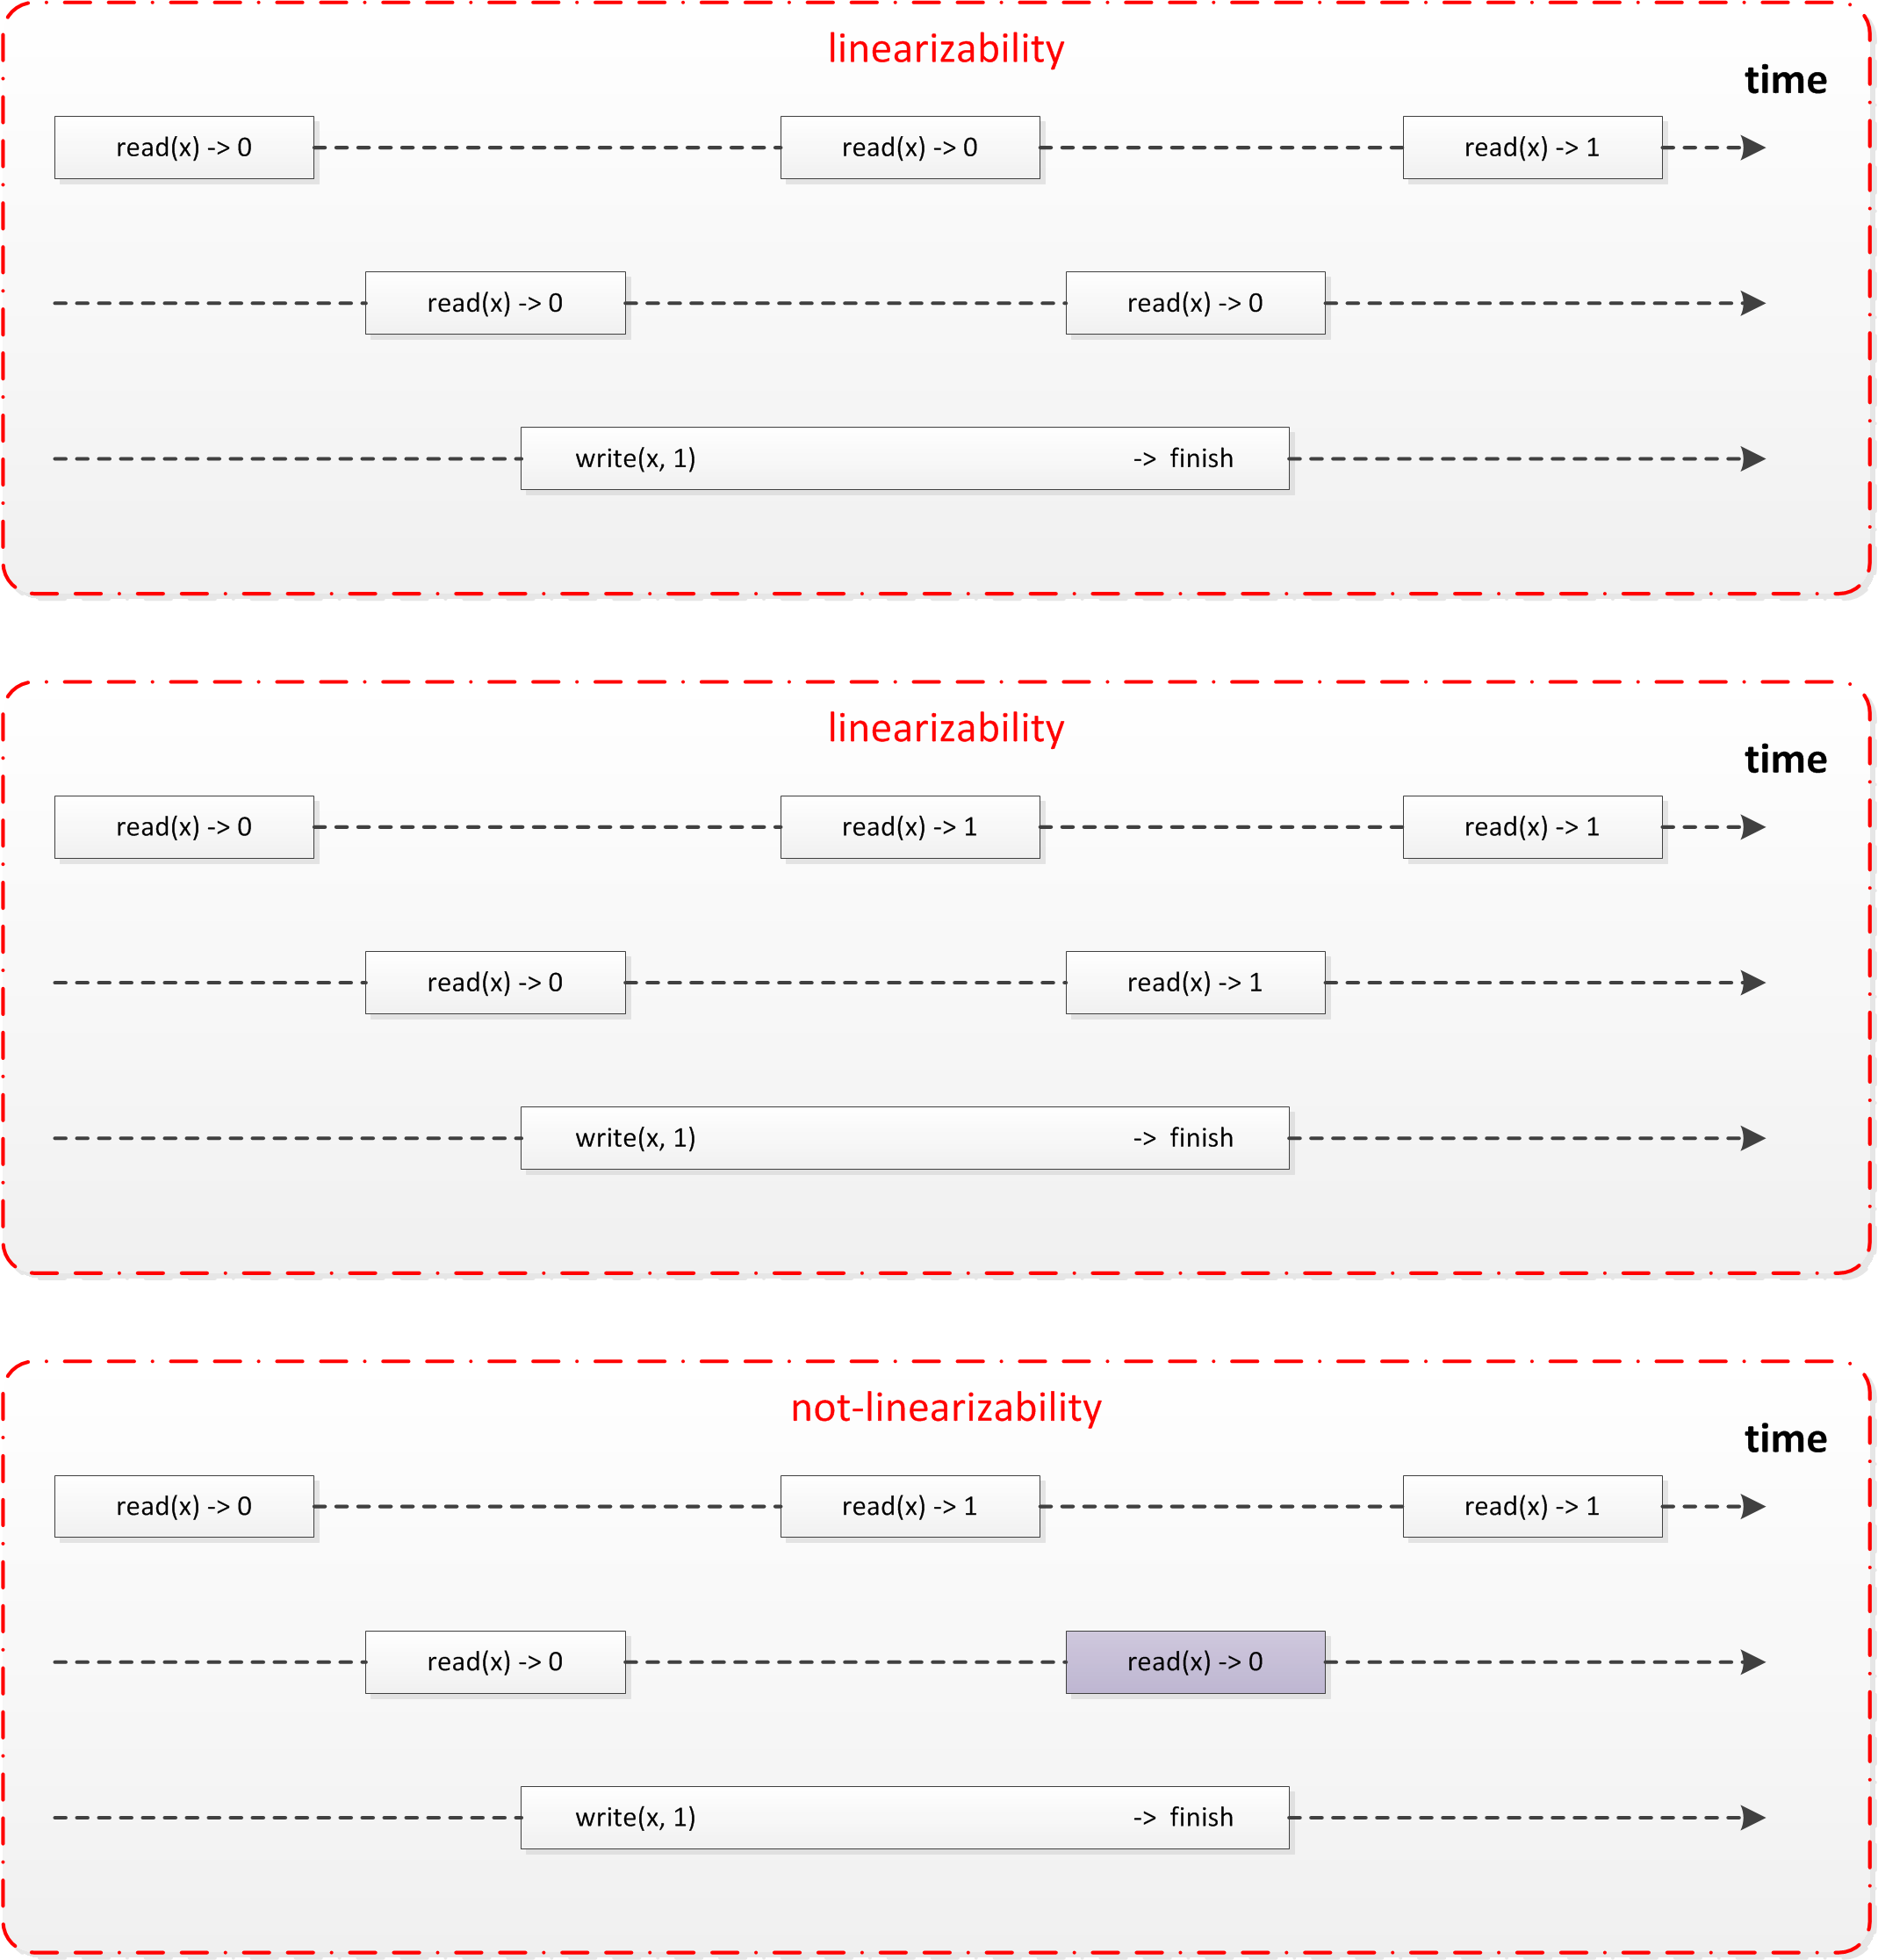 linearizability
time
read(x) -> 0
read(x) -> 0
read(x) -> 1
read(x) -> 0
read(x) -> 0
write(x, 1) -> finish
linearizability
time
read(x) -> 0
read(x) -> 1
read(x) -> 1
read(x) -> 0
read(x) -> 1
write(x, 1) -> finish
not-linearizability
time
read(x) -> 0
read(x) -> 1
read(x) -> 1
read(x) -> 0
read(x) -> 0
write(x, 1) -> finish